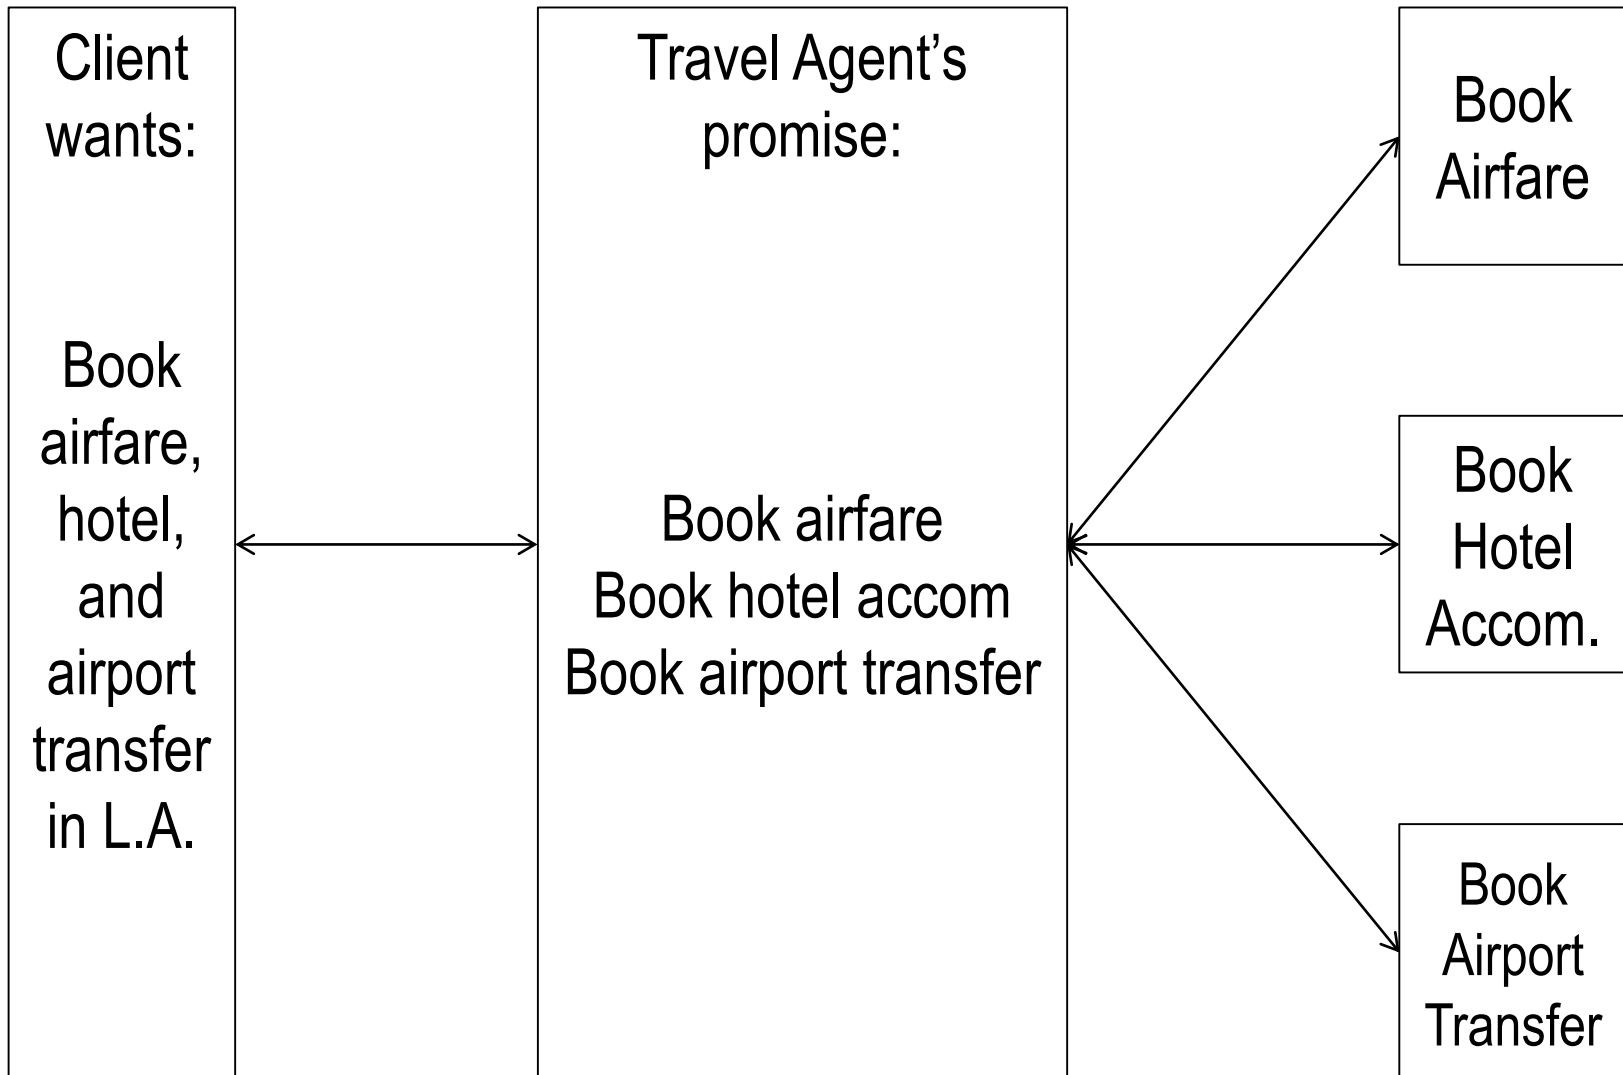 Client
wants:
Book
airfare,
hotel,
and
airport
transfer
in L.A.
Travel Agent’s
promise:
Book airfare
Book hotel accom
Book airport transfer
Book
Airfare
Book
Hotel
Accom.
Book
Airport
Transfer